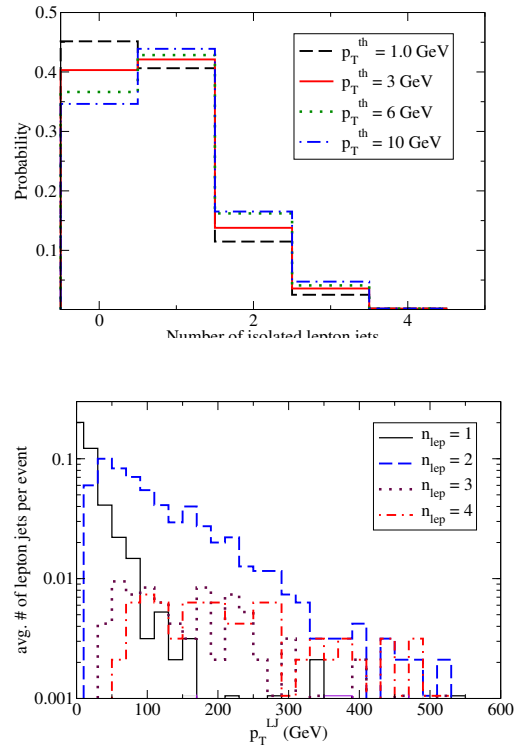 0.5
0.4
0.3
0.2
0.1
Probability
p_T^th = 1.0 GeV
p_T^th = 3 GeV
p_T^th = 6 GeV
p_T^th = 10 GeV
0 2 4
Number of isolated lepton jets
avg. # of lepton jets per event
0.1
0.01
0.001
n_lep = 1
n_lep = 2
n_lep = 3
n_lep = 4
0 100 200 300 400 500 600
p_T^LJ (GeV)